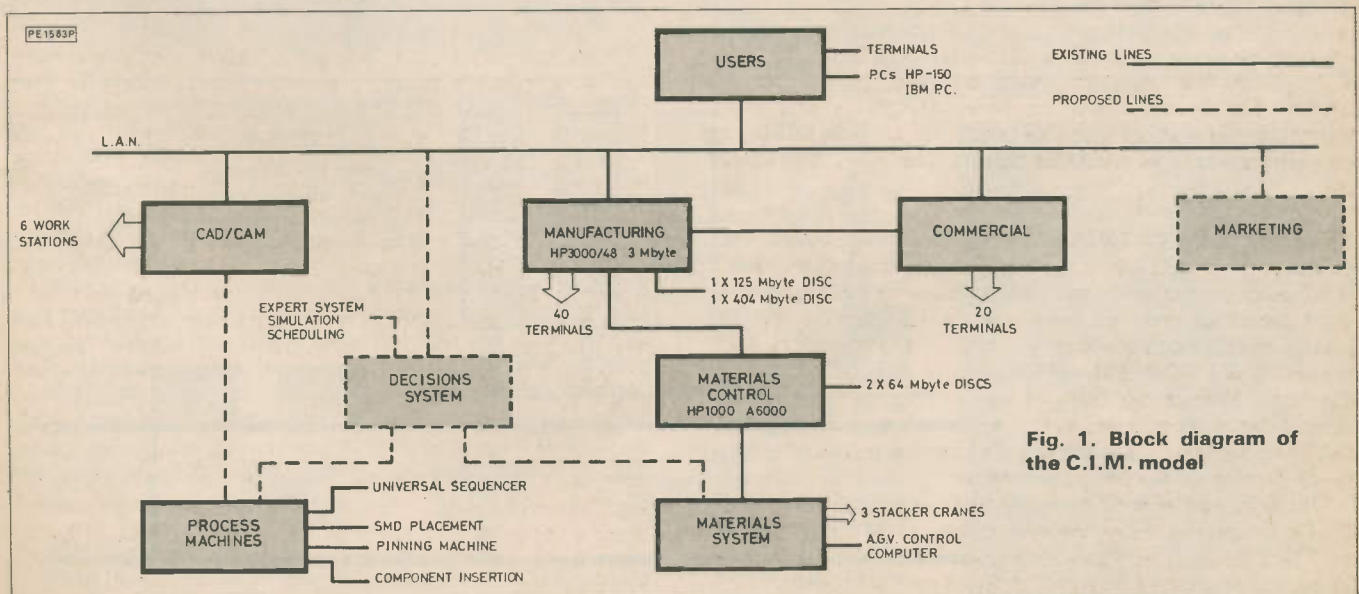 PE1583P
USERS
TERMINALS
P.Cs HP-150
IBM P.C.
EXISTING LINES
PROPOSED LINES
L.A.N.
6 WORK
STATIONS
CAD/CAM
MANUFACTURING
HP3000/48 3 Mbyte
COMMERCIAL
MARKETING
1 X 125 Mbyte DISC
1 X 404 Mbyte DISC
40
TERMINALS
20
TERMINALS
EXPERT SYSTEM
SIMULATION
SCHEDULING
DECISIONS
SYSTEM
MATERIALS
CONTROL
HP1000 A6000
2 X 64 Mbyte DISCS
Fig. 1. Block diagram of
the C.I.M. model
PROCESS
MACHINES
UNIVERSAL SEQUENCER
SMD PLACEMENT
PINNING MACHINE
COMPONENT INSERTION
MATERIALS
SYSTEM
3 STACKER CRANES
A.G.V. CONTROL
COMPUTER